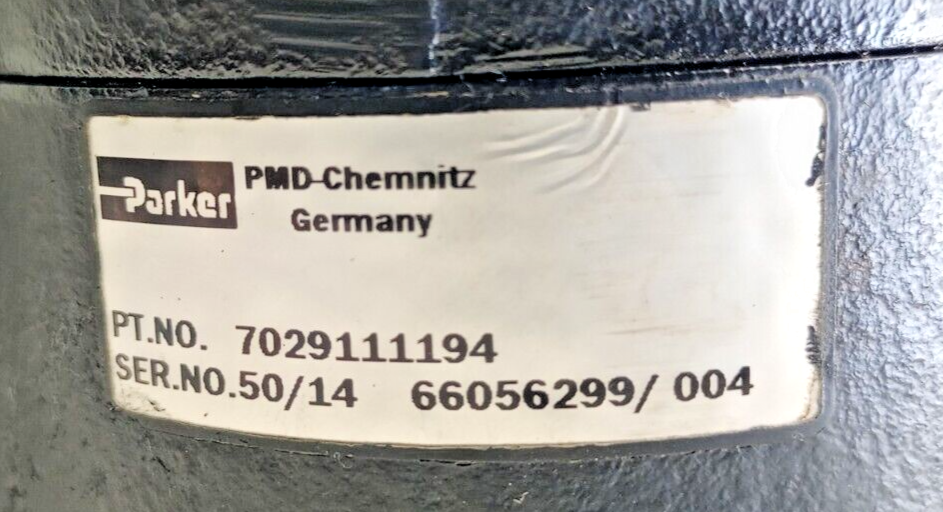 Parker PMD-Chemnitz
Germany
PT.NO. 7029111194
SER.NO.50/14 66056299/ 004